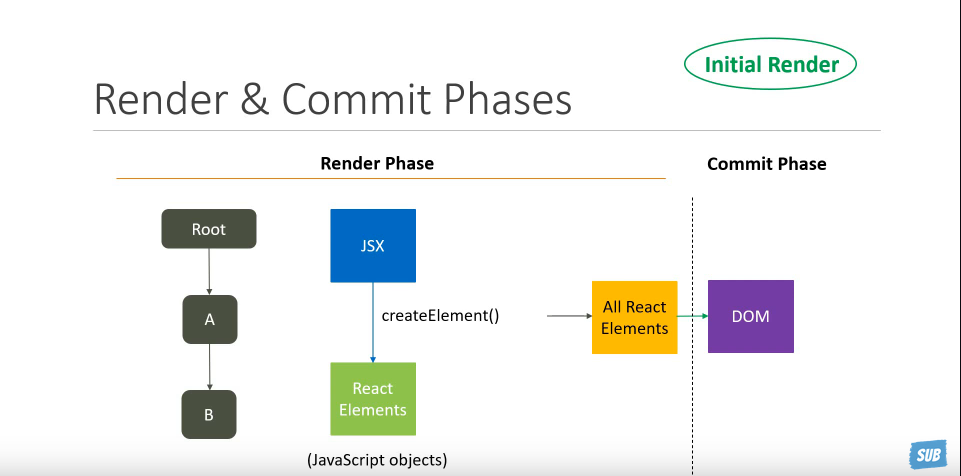 Initial Render
Render & Commit Phases
Render Phase
Commit Phase
Root
JSX
A
createElement()
All React
Elements
DOM
B
React
Elements
(JavaScript objects)
SUB